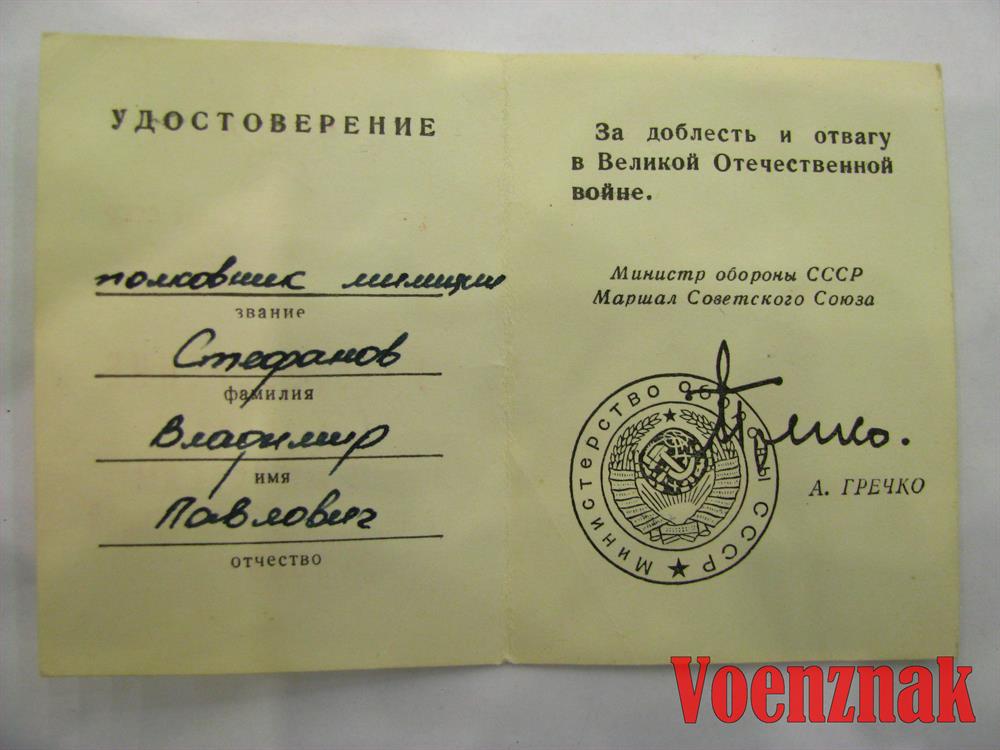 УДОСТОВЕРЕНИЕ
полковник милиции
звание
Стефанов
фамилия
Владимир
имя
Павлович
отчество
За доблесть и отвагу
в Великой Отечественной
войне.
Министр обороны СССР
Маршал Советского Союза
Министерство обороны СССР
А. ГРЕЧКО
Voenznak